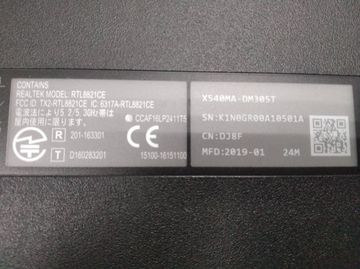 CONTAINS
REALTEK MODEL: RTL8821CE
FCC ID: TX2-RTL8821CE IC: 6317A-RTL8821CE
電波法により5.2/5.3GHz帯は
屋内使用に限ります。
CCAF16LP2411T5
R 201-163301
T D160283201
15100-16151100
X540MA-DM305T
SN:K1N0GR00A10501A
CN:DJ8F
MFD:2019-01 24M